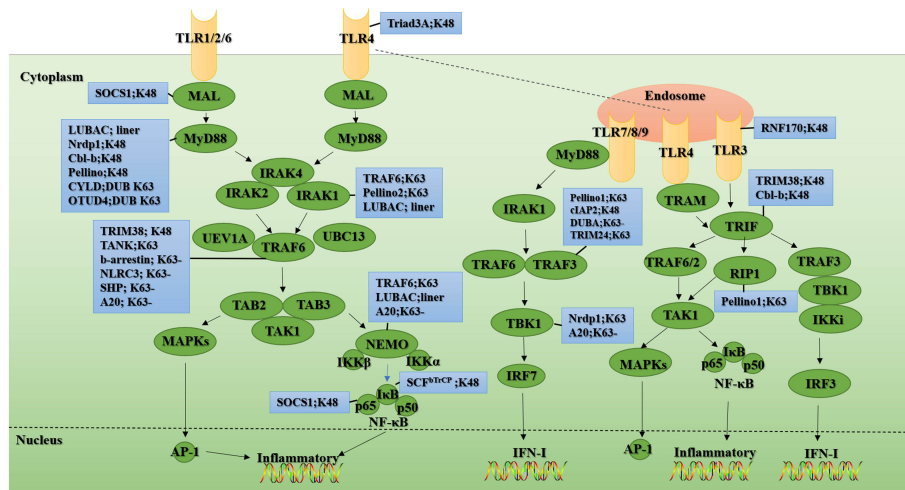 TLR1/2/6
TLR4
Triad3A;K48
Cytoplasm
SOCS1;K48
MAL
MAL
Endosome
LUBAC; liner
Nrdp1;K48
Cbl-b;K48
Pellino;K48
CYLD;DUB K63
OTUD4;DUB K63
MyD88
MyD88
TLR7/8/9
TLR4
TLR3
RNF170;K48
MyD88
IRAK4
IRAK2
IRAK1
TRAF6;K63
Pellino2;K63
LUBAC; liner
TRAM
TRIM38;K48
Cbl-b;K48
IRAK1
Pellino1;K63
cIAP2;K48
DUBA;K63-
TRIM24;K63
TRIF
UEV1A
TRAF6
UBC13
TRIM38; K48
TANK;K63
b-arrestin; K63-
NLRC3; K63-
SHP; K63-
A20; K63-
TRAF6
TRAF3
TRAF6/2
RIP1
TRAF3
TBK1
IKKi
Pellino1;K63
TAB2
TAB3
TAK1
TRAF6;K63
LUBAC;liner
A20;K63-
TBK1
Nrdp1;K63
A20;K63-
TAK1
MAPKs
NEMO
IKKβ
IKKα
MAPKs
IκB
p65
p50
NF-κB
IRF7
IRF3
SCFbTrCP ;K48
SOCS1;K48
IκB
p65
p50
NF-κB
Nucleus
AP-1
Inflammatory
IFN-I
AP-1
Inflammatory
IFN-I